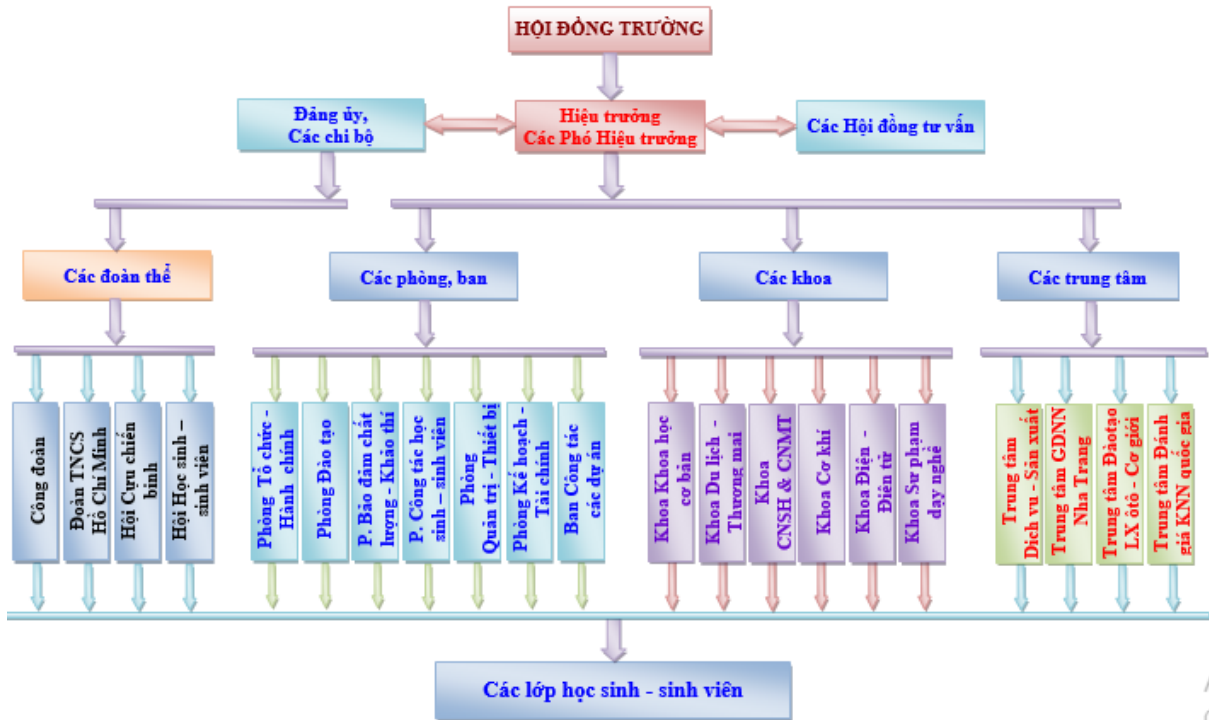 HỘI ĐỒNG TRƯỜNG
Đảng ủy,
Các chi bộ
Hiệu trưởng
Các Phó Hiệu trưởng
Các Hội đồng tư vấn
Các đoàn thể
Các phòng, ban
Các khoa
Các trung tâm
Công đoàn
Đoàn TNCS
Hồ Chí Minh
Hội Cựu chiến
binh
Hội Học sinh –
sinh viên
Phòng Tổ chức -
Hành chính
Phòng Đào tạo
P. Bảo đảm chất
lượng - Khảo thí
P. Công tác học
sinh – sinh viên
Phòng
Quản trị - Thiết bị
Phòng Kế hoạch -
Tài chính
Ban Công tác
các dự án
Khoa Khoa học
cơ bản
Khoa Du lịch -
Thương mai
Khoa
CNSH & CNMT
Khoa Cơ khí
Khoa Điện -
Điện tử
Khoa Sư phạm
dạy nghề
Trung tâm
Dich vu - Sản xuất
Trung tâm GDNN
Nha Trang
Trung tâm Đàotạo
LX ôtô - Cơ giới
Trung tâm Đánh
giá KNN quốc gia
Các lớp học sinh - sinh viên